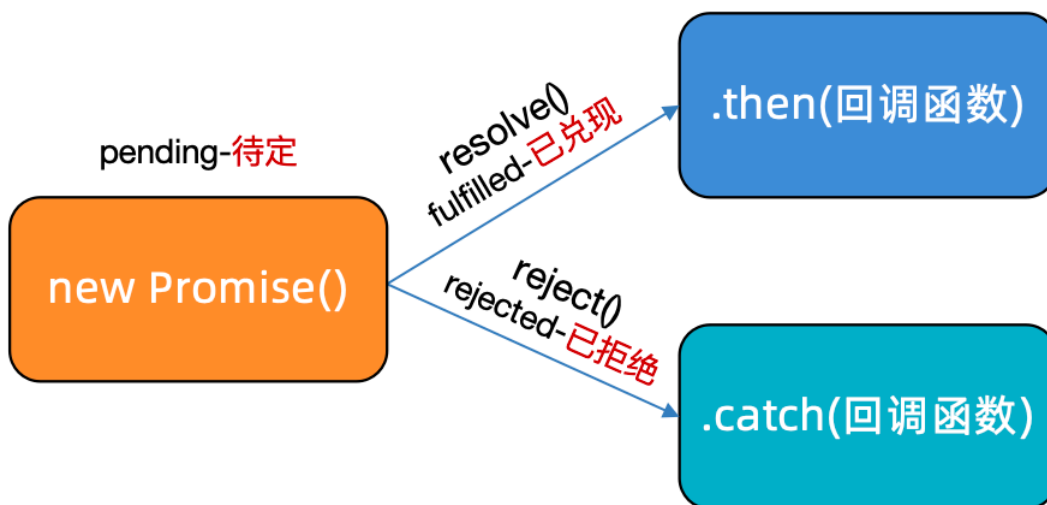 pending-待定
new Promise()
resolve()
fulfilled-已兑现
.then(回调函数)
reject()
rejected-已拒绝
.catch(回调函数)